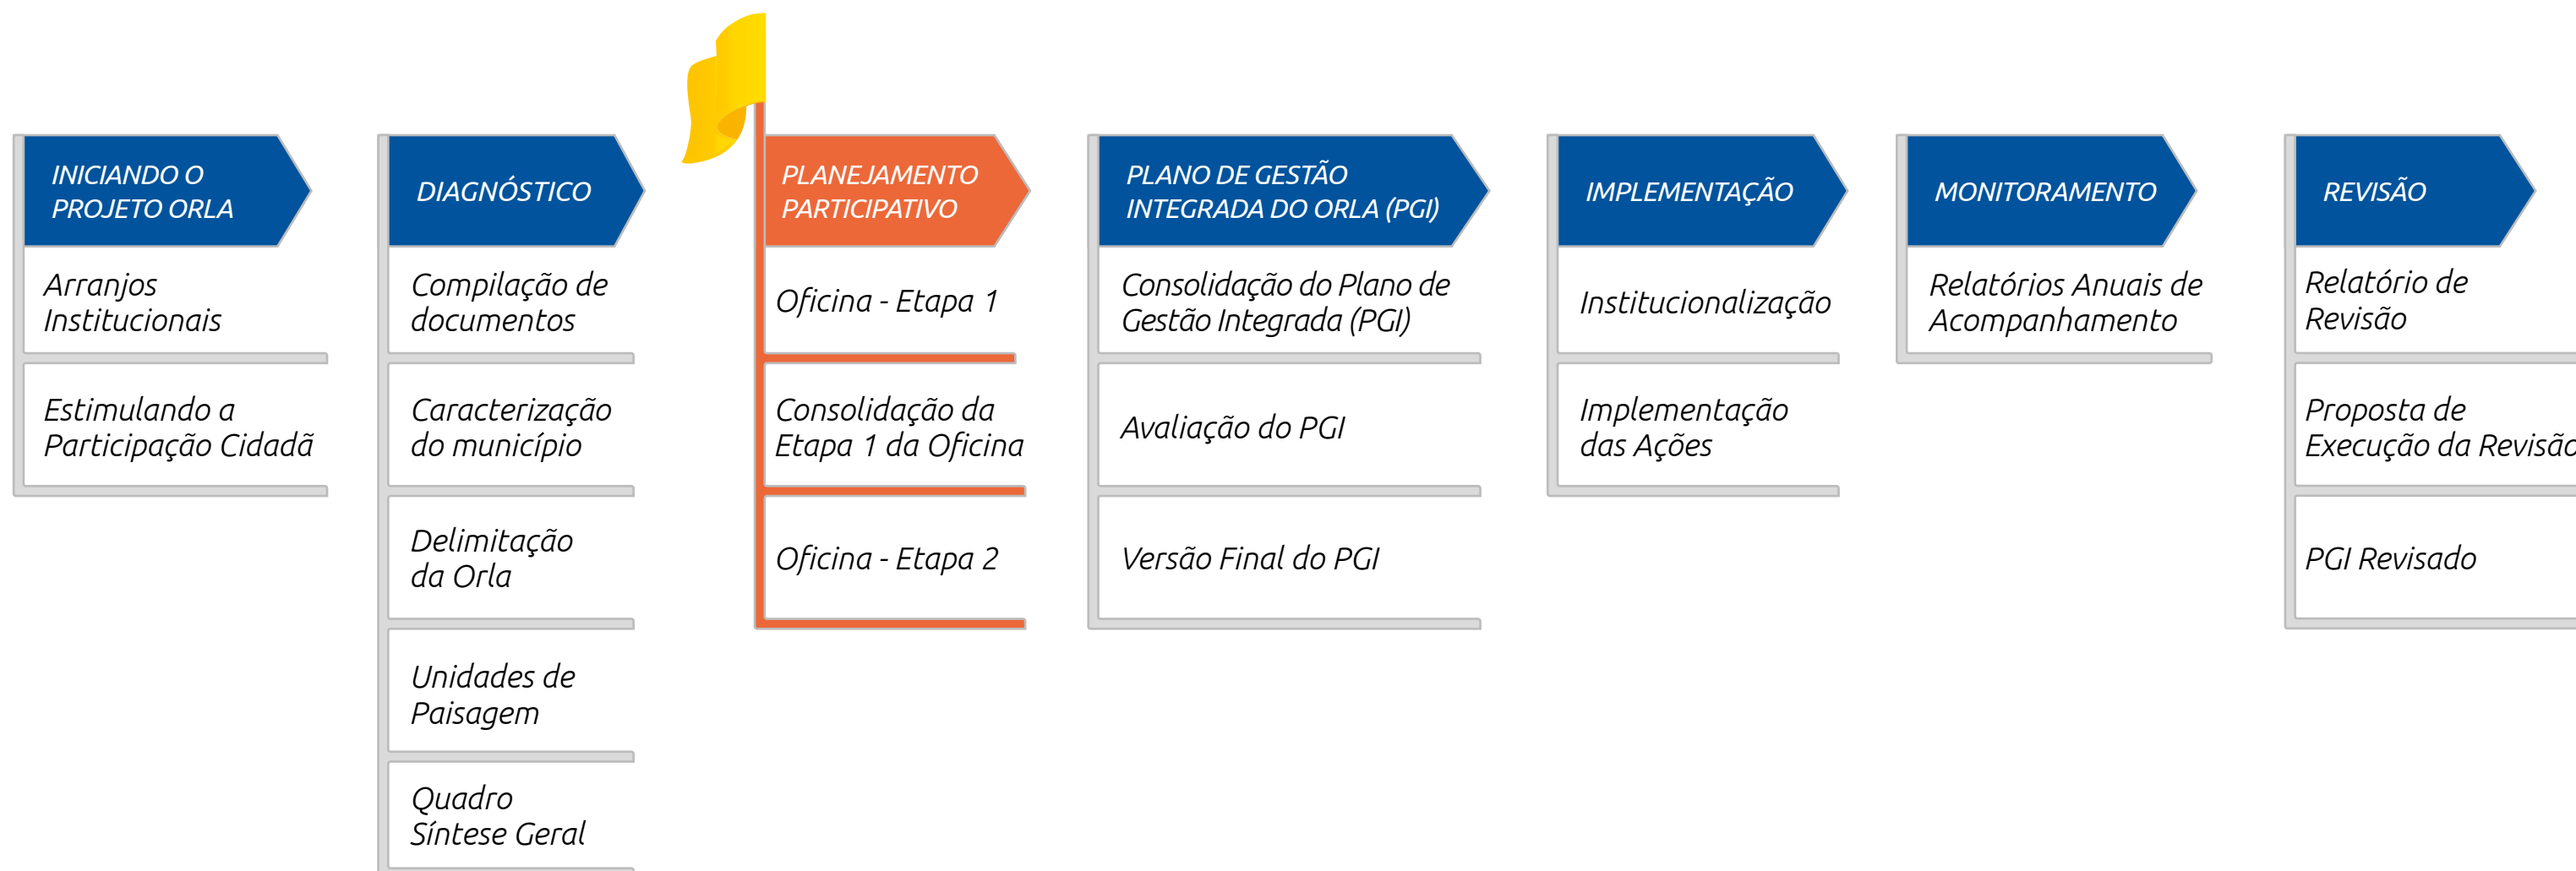 INICIANDO O
PROJETO ORLA
Arranjos
Institucionais
Estimulando a
Participação Cidadã
DIAGNÓSTICO
Compilação de
documentos
Caracterização
do município
Delimitação
da Orla
Unidades de
Paisagem
Quadro
Síntese Geral
PLANEJAMENTO
PARTICIPATIVO
Oficina - Etapa 1
Consolidação da
Etapa 1 da Oficina
Oficina - Etapa 2
PLANO DE GESTÃO
INTEGRADA DO ORLA (PGI)
Consolidação do Plano de
Gestão Integrada (PGI)
Avaliação do PGI
Versão Final do PGI
IMPLEMENTAÇÃO
Institucionalização
Implementação
das Ações
MONITORAMENTO
Relatórios Anuais de
Acompanhamento
REVISÃO
Relatório de
Revisão
Proposta de
Execução da Revisão
PGI Revisado